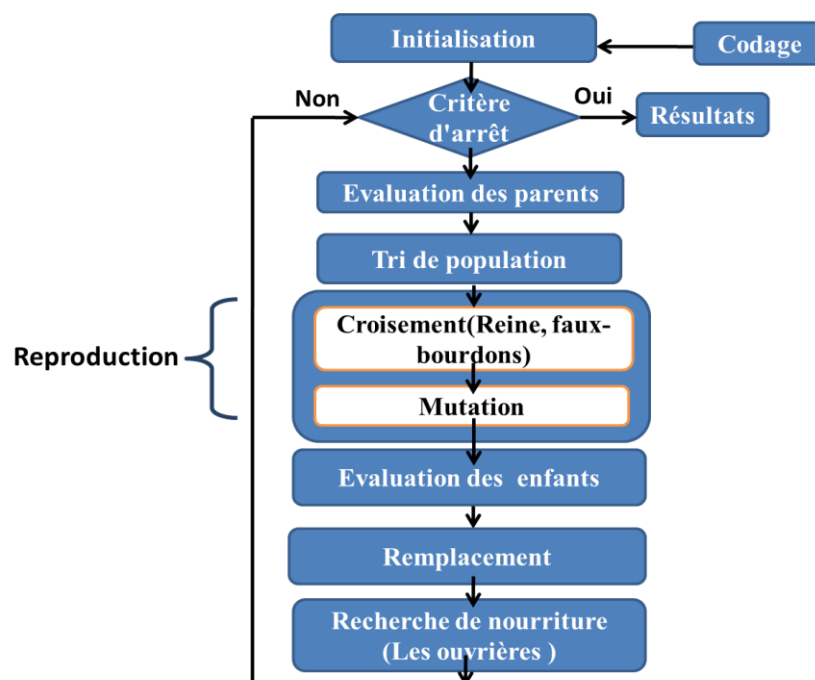 Initialisation
Codage
Non
Critère
d'arrêt
Oui
Résultats
Evaluation des parents
Tri de population
Reproduction
Croisement(Reine, faux-
bourdons)
Mutation
Evaluation des enfants
Remplacement
Recherche de nourriture
(Les ouvrières )